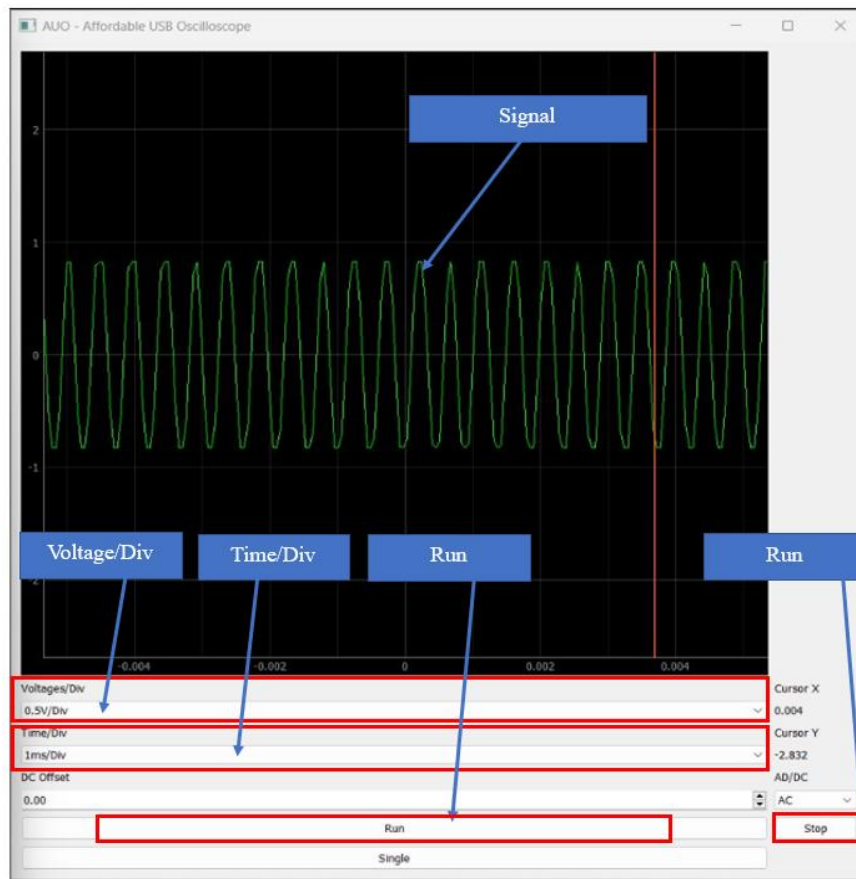 AUO - Affordable USB Oscilloscope
2
Signal
1
0
-1
Voltage/Div
Time/Div
Run
Run
-0.004
-0.002
0
0.002
0.004
Voltages/Div
Cursor X
0.5V/Div
0.004
Time/Div
Cursor Y
1ms/Div
-2.832
DC Offset
AD/DC
0.00
AC
Run
Stop
Single